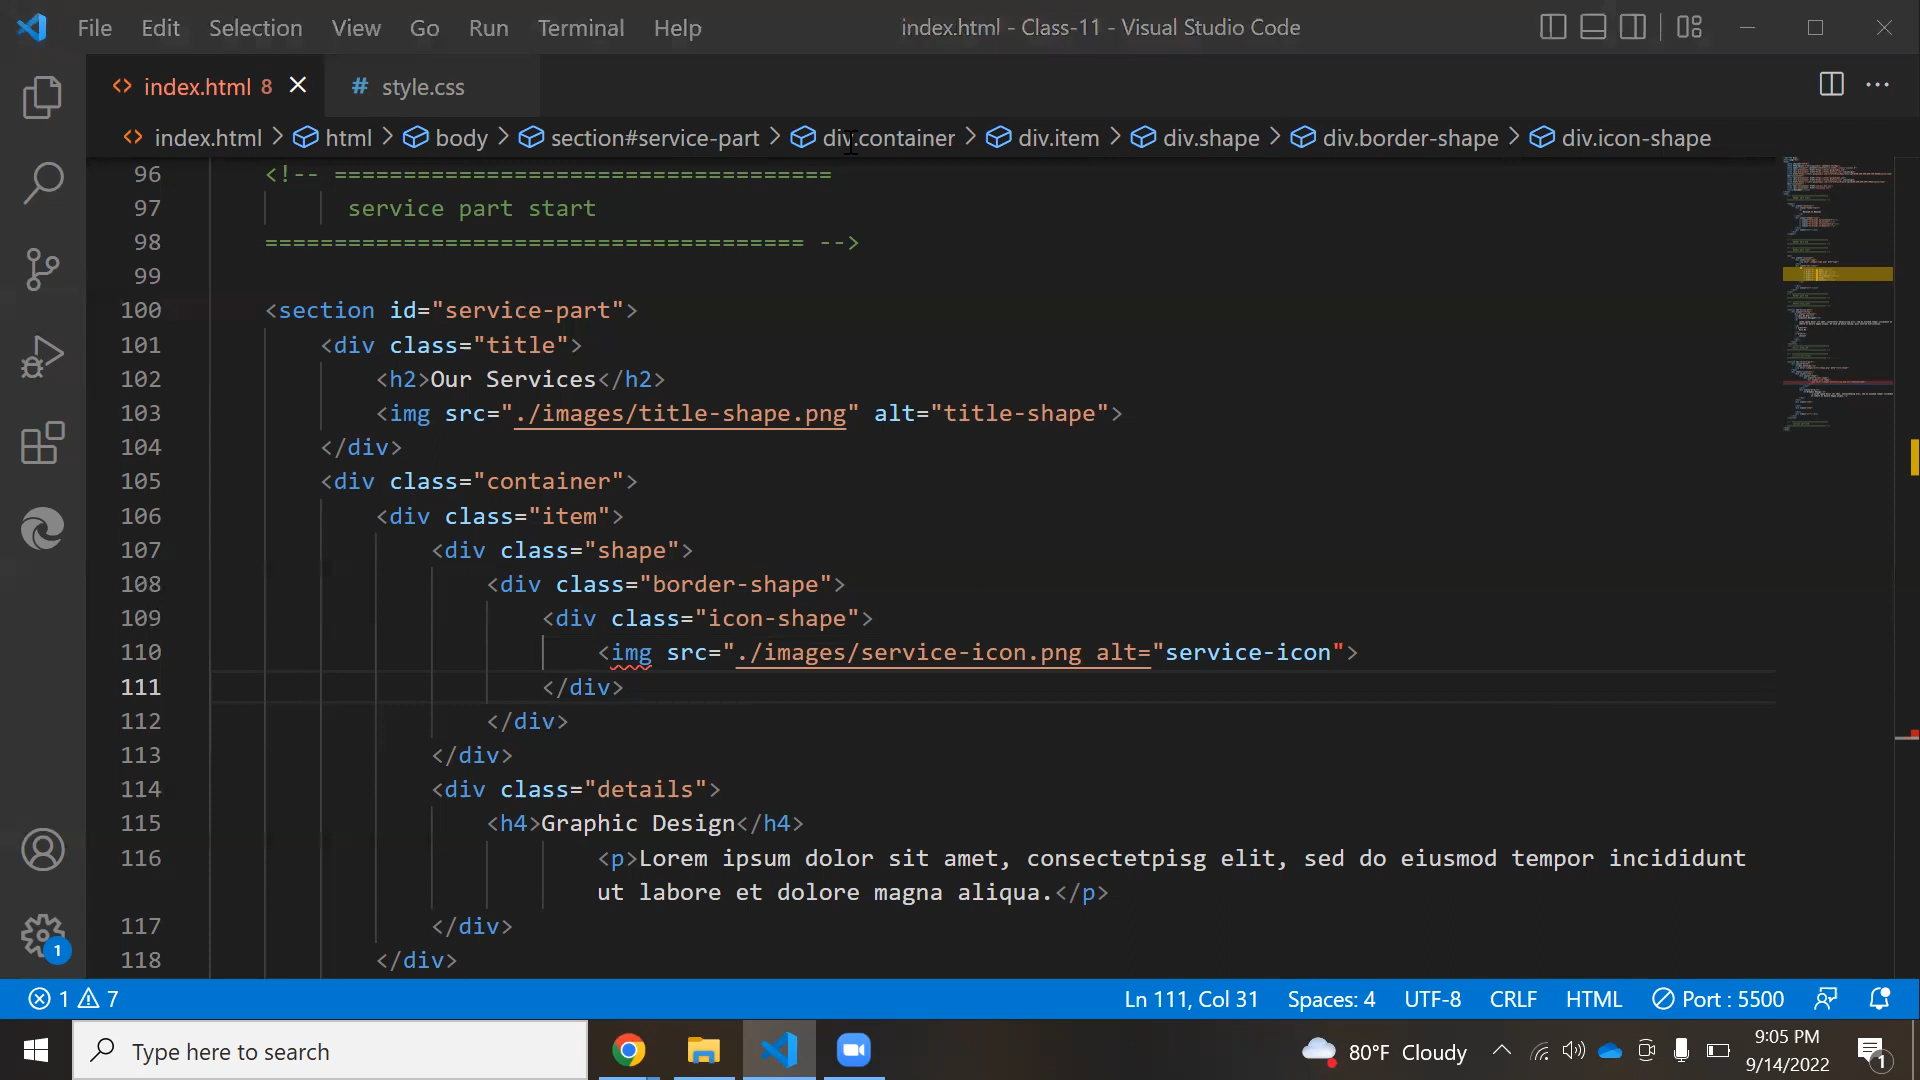 File Edit Selection View Go Run Terminal Help index.html - Class-11 - Visual Studio Code
index.html 8 style.css
index.html > html > body > section#service-part > div.container > div.item > div.shape > div.border-shape > div.icon-shape
96 <!-- ====================================
97 service part start
98 ======================================= -->
99
100 <section id="service-part">
101 <div class="title">
102 <h2>Our Services</h2>
103 <img src="./images/title-shape.png" alt="title-shape">
104 </div>
105 <div class="container">
106 <div class="item">
107 <div class="shape">
108 <div class="border-shape">
109 <div class="icon-shape">
110 <img src="./images/service-icon.png alt="service-icon">
111 </div>
112 </div>
113 </div>
114 <div class="details">
115 <h4>Graphic Design</h4>
116 <p>Lorem ipsum dolor sit amet, consectetpisg elit, sed do eiusmod tempor incididunt
ut labore et dolore magna aliqua.</p>
117 </div>
118 </div>
1
1 7 Ln 111, Col 31 Spaces: 4 UTF-8 CRLF HTML Port : 5500
Type here to search 80°F Cloudy 9:05 PM
9/14/2022 1